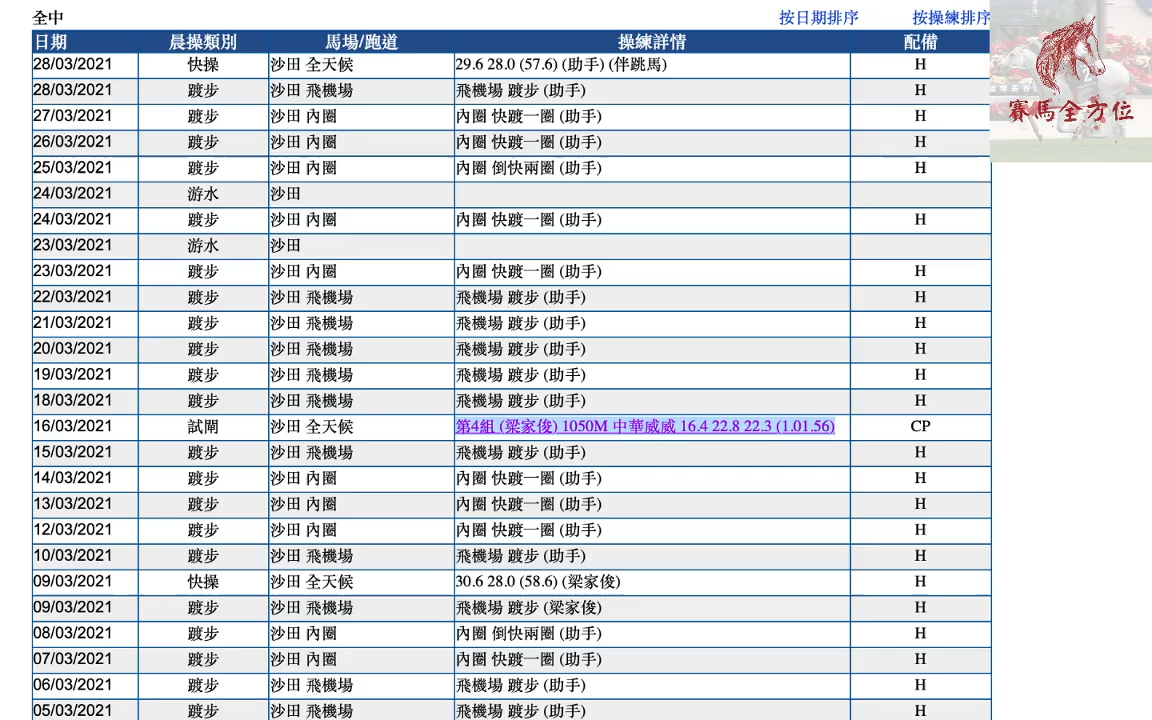 全中
按日期排序 按操練排序
日期 晨操類別 馬場/跑道 操練詳情 配備
28/03/2021 快操 沙田 全天候 29.6 28.0 (57.6) (助手) (伴跳馬) H
28/03/2021 踱步 沙田 飛機場 飛機場 踱步 (助手) H
27/03/2021 踱步 沙田 內圈 內圈 快踱一圈 (助手) H
26/03/2021 踱步 沙田 內圈 內圈 快踱一圈 (助手) H
25/03/2021 踱步 沙田 內圈 內圈 倒快兩圈 (助手) H
24/03/2021 游水 沙田
24/03/2021 踱步 沙田 內圈 內圈 快踱一圈 (助手) H
23/03/2021 游水 沙田
23/03/2021 踱步 沙田 內圈 內圈 快踱一圈 (助手) H
22/03/2021 踱步 沙田 飛機場 飛機場 踱步 (助手) H
21/03/2021 踱步 沙田 飛機場 飛機場 踱步 (助手) H
20/03/2021 踱步 沙田 飛機場 飛機場 踱步 (助手) H
19/03/2021 踱步 沙田 飛機場 飛機場 踱步 (助手) H
18/03/2021 踱步 沙田 飛機場 飛機場 踱步 (助手) H
16/03/2021 試閘 沙田 全天候 第4組 (梁家俊) 1050M 中華威威 16.4 22.8 22.3 (1.01.56) CP
15/03/2021 踱步 沙田 飛機場 飛機場 踱步 (助手) H
14/03/2021 踱步 沙田 內圈 內圈 快踱一圈 (助手) H
13/03/2021 踱步 沙田 內圈 內圈 快踱一圈 (助手) H
12/03/2021 踱步 沙田 內圈 內圈 快踱一圈 (助手) H
10/03/2021 踱步 沙田 飛機場 飛機場 踱步 (助手) H
09/03/2021 快操 沙田 全天候 30.6 28.0 (58.6) (梁家俊) H
09/03/2021 踱步 沙田 飛機場 飛機場 踱步 (梁家俊) H
08/03/2021 踱步 沙田 內圈 內圈 倒快兩圈 (助手) H
07/03/2021 踱步 沙田 內圈 內圈 快踱一圈 (助手) H
06/03/2021 踱步 沙田 飛機場 飛機場 踱步 (助手) H
05/03/2021 踱步 沙田 飛機場 飛機場 踱步 (助手) H
賽馬全方位